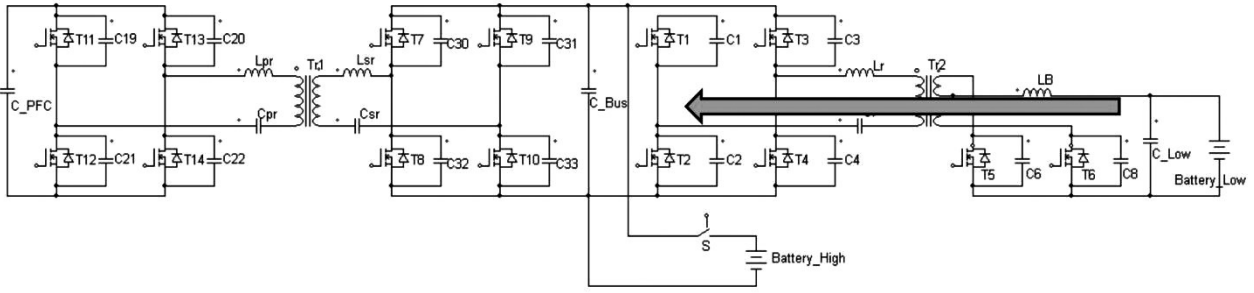 T11 C19 T13 C20 T7 C30 T9 C31 T1 C1 T3 C3
Lpr Tr1 Lsr Lr Tr2 LB
C_PFC C_Bus
Cpr Csr
T12 C21 T14 C22 T8 C32 T10 C33 T2 C2 T4 C4 T5 C6 T6 C8 C_Low
Battery_Low
S Battery_High